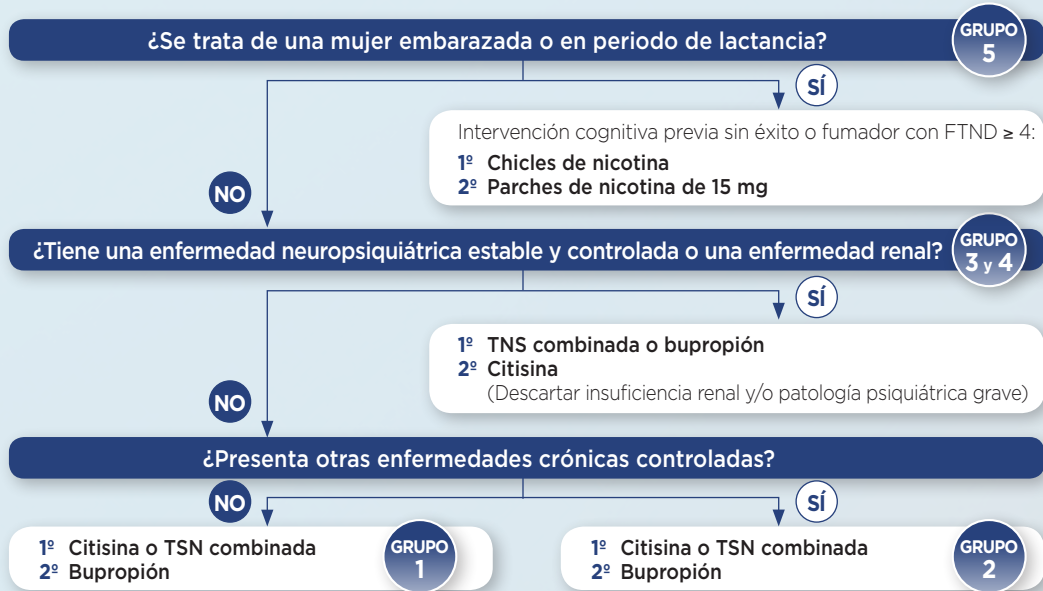 ¿Se trata de una mujer embarazada o en periodo de lactancia?
GRUPO
5
SÍ
Intervención cognitiva previa sin éxito o fumador con FTND ≥ 4:
1º Chicles de nicotina
2º Parches de nicotina de 15 mg
NO
¿Tiene una enfermedad neuropsiquiátrica estable y controlada o una enfermedad renal?
GRUPO
3 y 4
SÍ
1º TNS combinada o bupropión
2º Citisina
(Descartar insuficiencia renal y/o patología psiquiátrica grave)
NO
¿Presenta otras enfermedades crónicas controladas?
NO
SÍ
1º Citisina o TSN combinada
2º Bupropión
GRUPO
1
1º Citisina o TSN combinada
2º Bupropión
GRUPO
2